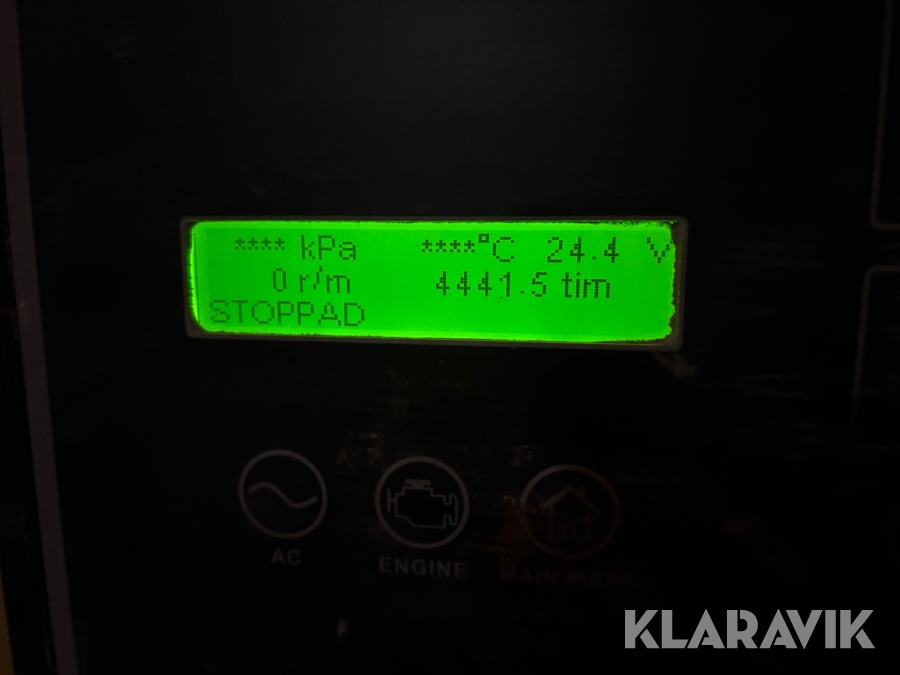 **** kPa ****°C 24.4 V
0 r/m 4441.5 tim
STOPPAD
AC ENGINE MAIN MENU
KLARAVIK